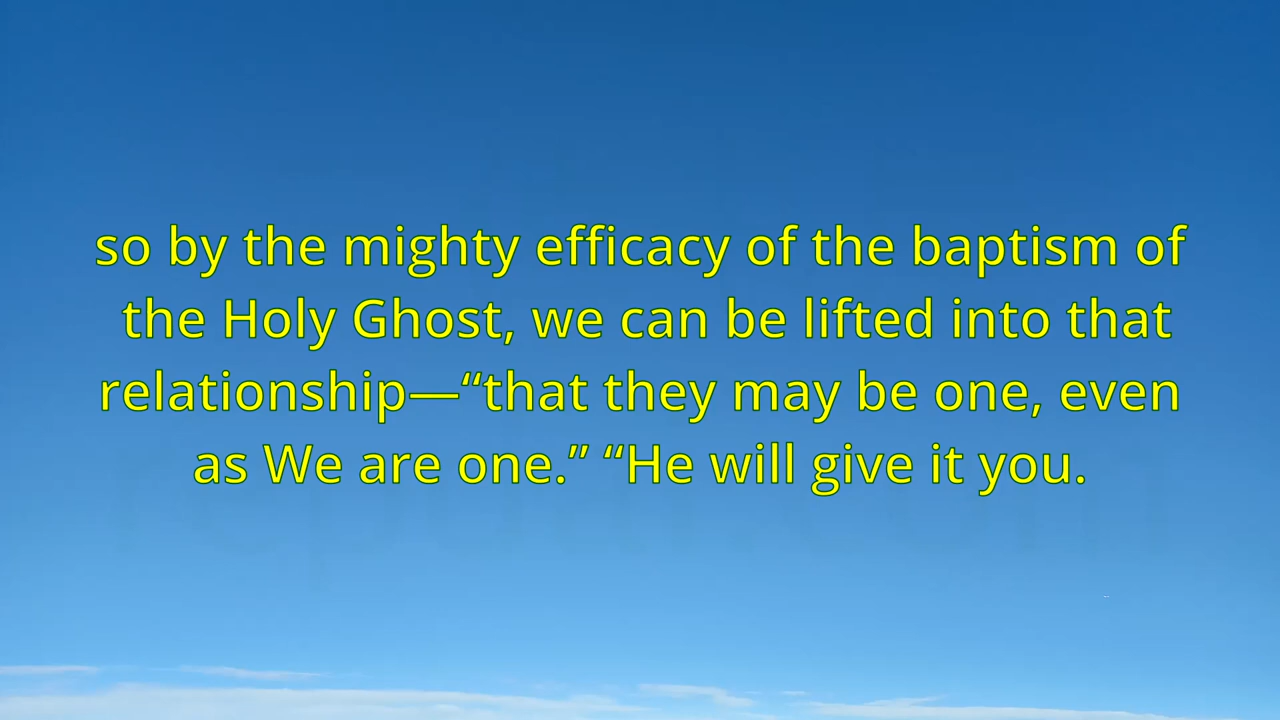 so by the mighty efficacy of the baptism of
the Holy Ghost, we can be lifted into that
relationship—“that they may be one, even
as We are one.” “He will give it you.